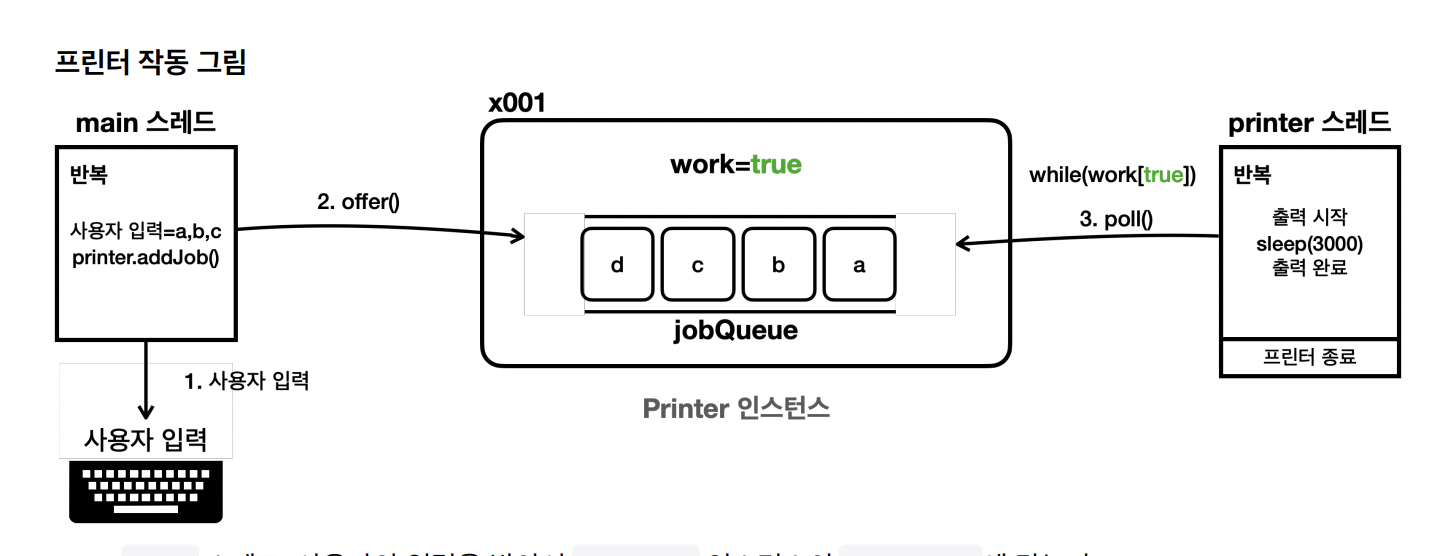 프린터 작동 그림
x001
main 스레드
printer 스레드
work=true
반복
while(work[true])
반복
2. offer()
3. poll()
사용자 입력=a,b,c
printer.addJob()
출력 시작
sleep(3000)
출력 완료
d c b a
jobQueue
프린터 종료
1. 사용자 입력
Printer 인스턴스
사용자 입력